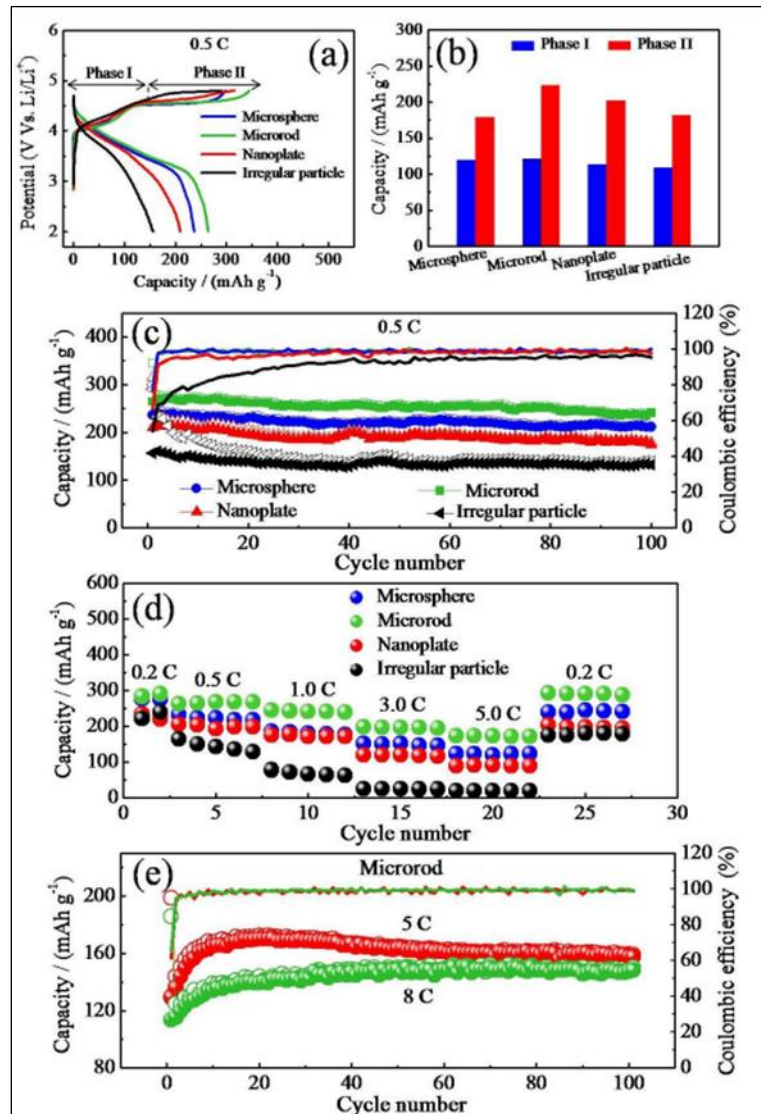 0.5 C
(a)
Phase I
Phase II
Microsphere
Microrod
Nanoplate
Irregular particle
Potential (V Vs. Li/Li⁺)
5
4
3
2
1
0 100 200 300 400 500
Capacity / (mAh g⁻¹)
(b)
Phase I
Phase II
Capacity / (mAh g⁻¹)
300
250
200
150
100
50
0
Microsphere
Microrod
Nanoplate
Irregular particle
(c)
0.5 C
Capacity / (mAh g⁻¹)
400
300
200
100
0
120
100
80
60
40
20
0
Coulombic efficiency (%)
Microsphere
Microrod
Nanoplate
Irregular particle
0 20 40 60 80 100
Cycle number
(d)
Microsphere
Microrod
Nanoplate
Irregular particle
Capacity / (mAh g⁻¹)
600
500
400
300
200
100
0
0.2 C
0.5 C
1.0 C
3.0 C
5.0 C
0.2 C
0 5 10 15 20 25 30
Cycle number
(e)
Microrod
Capacity / (mAh g⁻¹)
200
160
120
80
5 C
8 C
120
100
80
60
40
20
0
Coulombic efficiency (%)
0 20 40 60 80 100
Cycle number